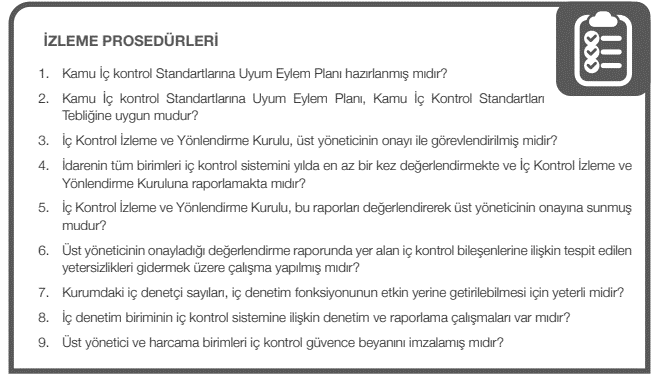 İZLEME PROSEDÜRLERİ
1. Kamu İç kontrol Standartlarına Uyum Eylem Planı hazırlanmış mıdır?
2. Kamu İç kontrol Standartlarına Uyum Eylem Planı, Kamu İç Kontrol Standartları
Tebliğine uygun mudur?
3. İç Kontrol İzleme ve Yönlendirme Kurulu, üst yöneticinin onayı ile görevlendirilmiş midir?
4. İdarenin tüm birimleri iç kontrol sistemini yılda en az bir kez değerlendirmekte ve İç Kontrol İzleme ve
Yönlendirme Kuruluna raporlamakta mıdır?
5. İç Kontrol İzleme ve Yönlendirme Kurulu, bu raporları değerlendirerek üst yöneticinin onayına sunmuş
mudur?
6. Üst yöneticinin onayladığı değerlendirme raporunda yer alan iç kontrol bileşenlerine ilişkin tespit edilen
yetersizlikleri gidermek üzere çalışma yapılmış mıdır?
7. Kurumdaki iç denetçi sayıları, iç denetim fonksiyonunun etkin yerine getirilebilmesi için yeterli midir?
8. İç denetim biriminin iç kontrol sistemine ilişkin denetim ve raporlama çalışmaları var mıdır?
9. Üst yönetici ve harcama birimleri iç kontrol güvence beyanını imzalamış mıdır?